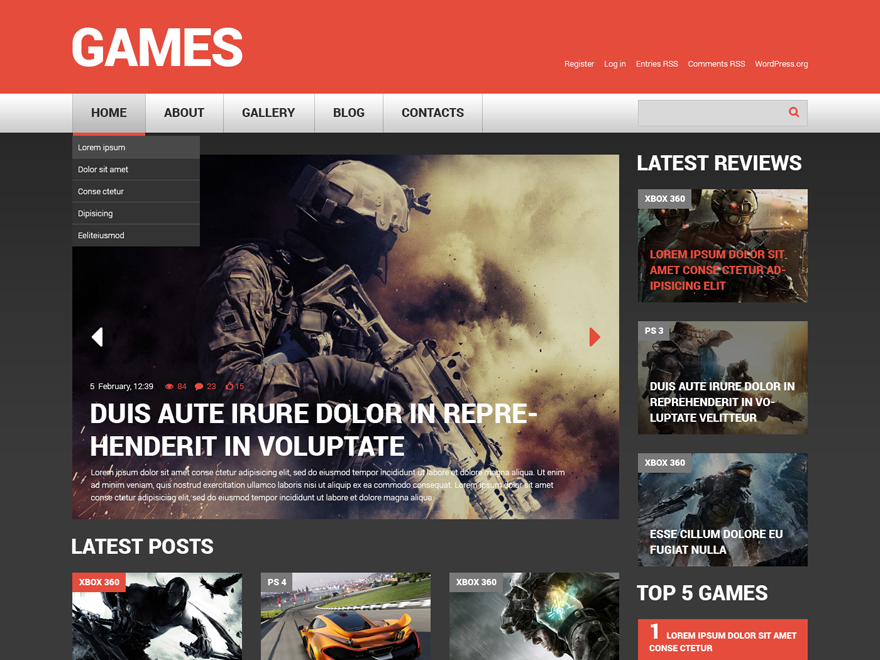 GAMES
Register Log in Entries RSS Comments RSS WordPress.org
HOME ABOUT GALLERY BLOG CONTACTS
Lorem ipsum
Dolor sit amet
Conse ctetur
Dipisicing
Eeliteiusmod
5 February, 12:39 84 23 15
DUIS AUTE IRURE DOLOR IN REPRE-
HENDERIT IN VOLUPTATE
Lorem ipsum dolor sit amet conse ctetur adipisicing elit, sed do eiusmod tempor incididunt ut labore et dolore magna aliqua. Ut enim
ad minim veniam, quis nostrud exercitation ullamco laboris nisi ut aliquip ex ea commodo consequat. Lorem ipsum dolor sit amet
conse ctetur adipisicing elit, sed do eiusmod tempor incididunt ut labore et dolore magna aliqua.
LATEST REVIEWS
XBOX 360
LOREM IPSUM DOLOR SIT
AMET CONSE CTETUR AD-
IPISICING ELIT
PS 3
DUIS AUTE IRURE DOLOR IN
REPREHENDERIT IN VO-
LUPTATE VELITTEUR
XBOX 360
ESSE CILLUM DOLORE EU
FUGIAT NULLA
LATEST POSTS
XBOX 360
PS 4
XBOX 360
TOP 5 GAMES
1 LOREM IPSUM DOLOR SIT AMET
CONSE CTETUR